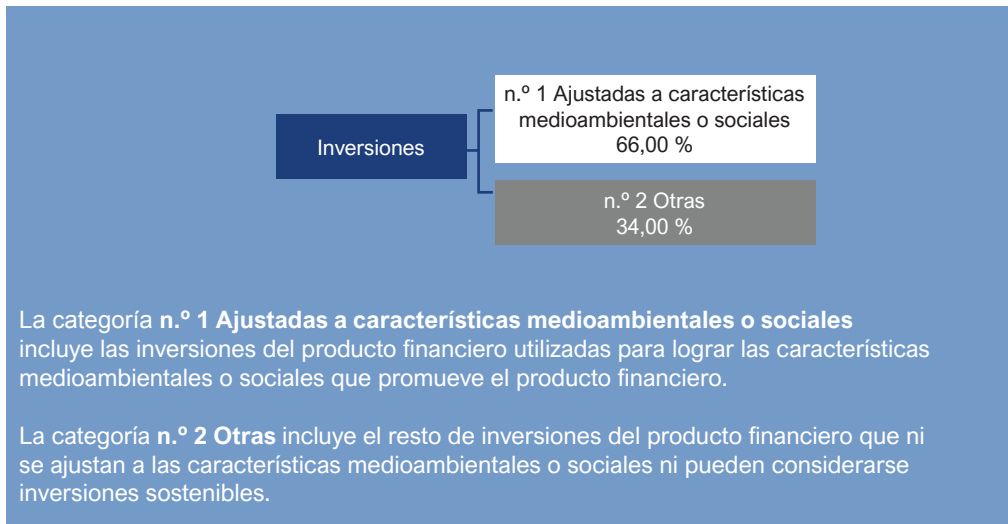 Inversiones
n.º 1 Ajustadas a características
medioambientales o sociales
66,00 %
n.º 2 Otras
34,00 %
La categoría n.º 1 Ajustadas a características medioambientales o sociales
incluye las inversiones del producto financiero utilizadas para lograr las características
medioambientales o sociales que promueve el producto financiero.
La categoría n.º 2 Otras incluye el resto de inversiones del producto financiero que ni
se ajustan a las características medioambientales o sociales ni pueden considerarse
inversiones sostenibles.